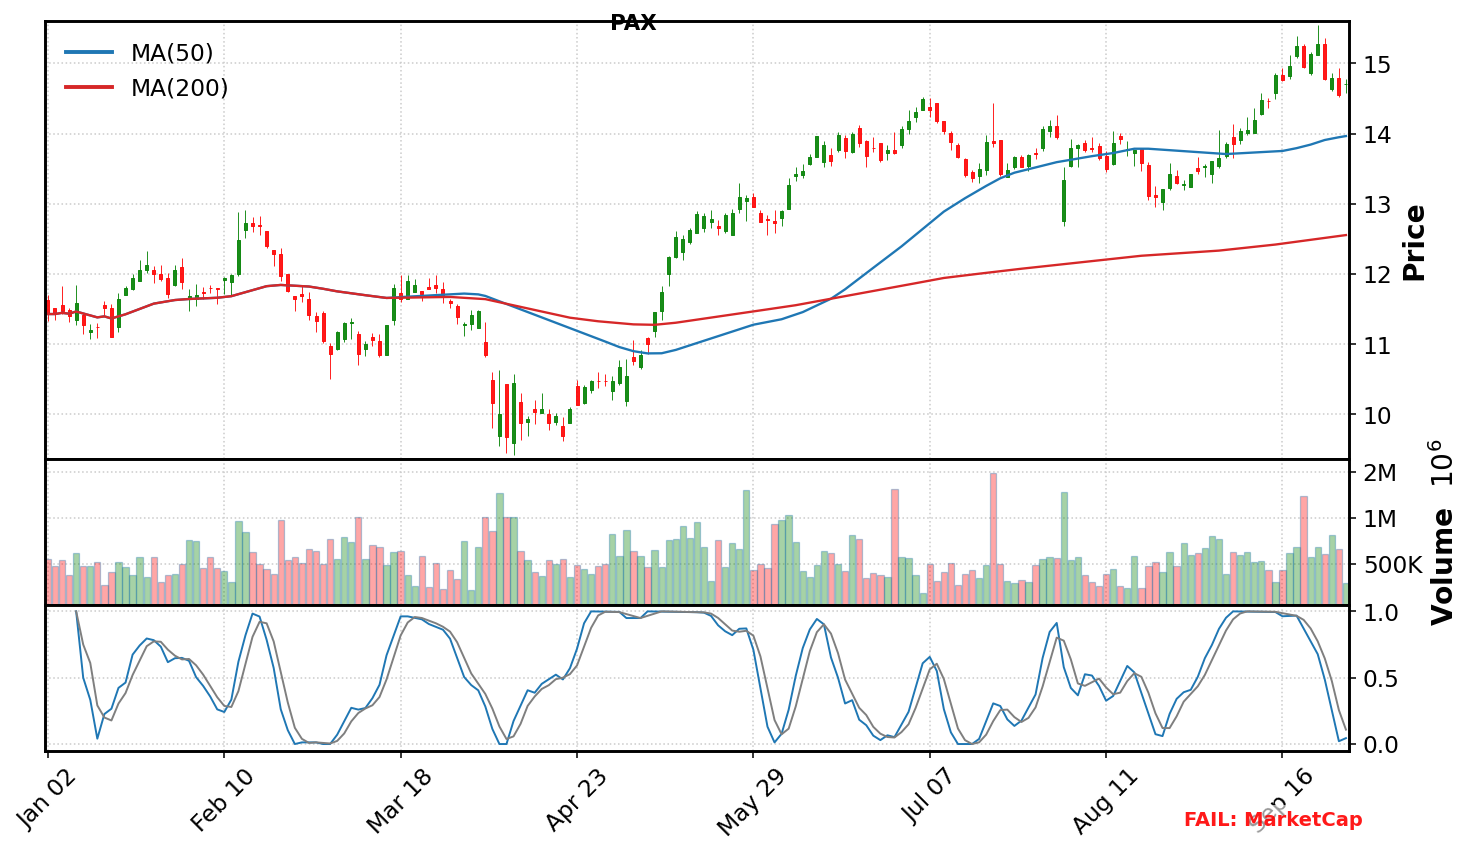 PAX
MA(50)
MA(200)
15
14
13
12
11
10
Price
2M
1M
500K
Volume 10^6
1.0
0.5
0.0
Jan 02
Feb 10
Mar 18
Apr 23
May 29
Jul 07
Aug 11
Sep 16
FAIL: MarketCap